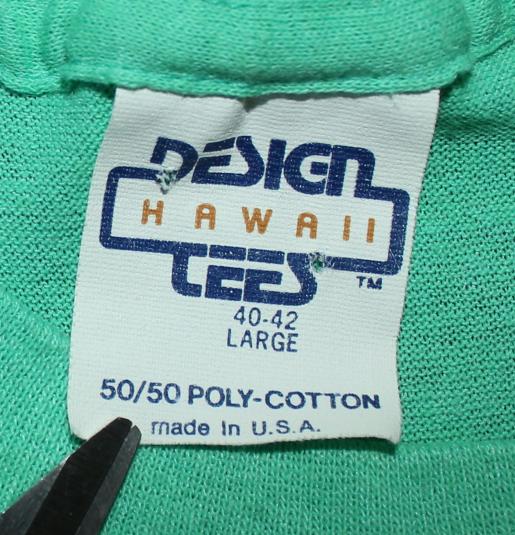 DESIGN
HAWAII
TEES TM
40-42
LARGE
50/50 POLY-COTTON
made in U.S.A.